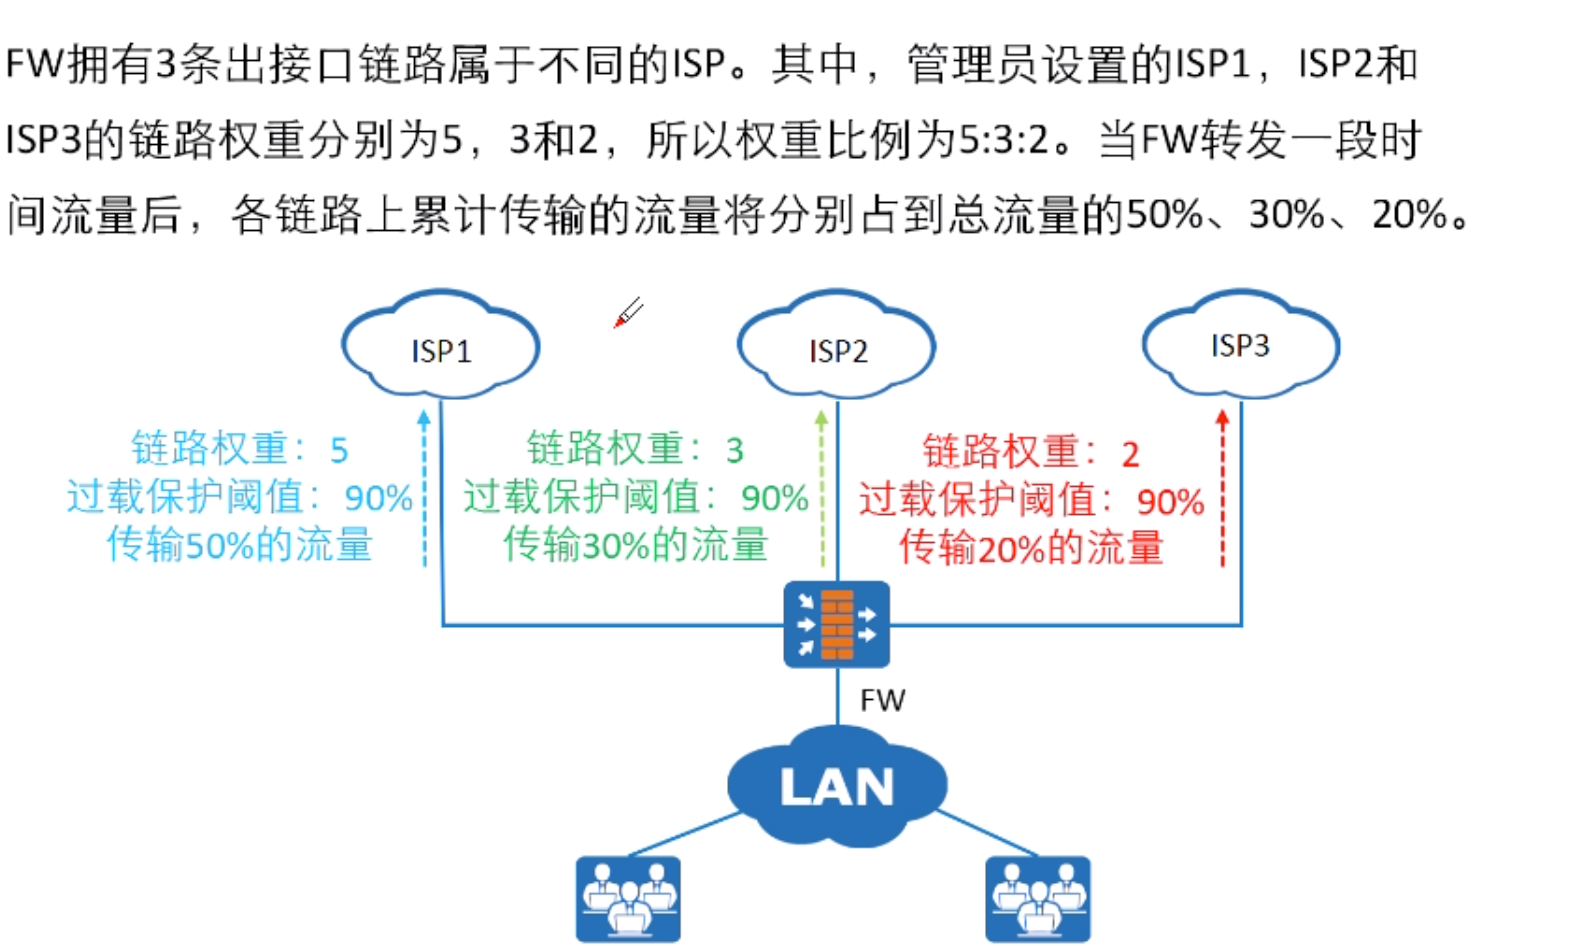 FW拥有3条出接口链路属于不同的ISP。其中，管理员设置的ISP1，ISP2和
ISP3的链路权重分别为5，3和2，所以权重比例为5:3:2。当FW转发一段时
间流量后，各链路上累计传输的流量将分别占到总流量的50%、30%、20%。
ISP1
ISP2
ISP3
链路权重：5
过载保护阈值：90%
传输50%的流量
链路权重：3
过载保护阈值：90%
传输30%的流量
链路权重：2
过载保护阈值：90%
传输20%的流量
FW
LAN